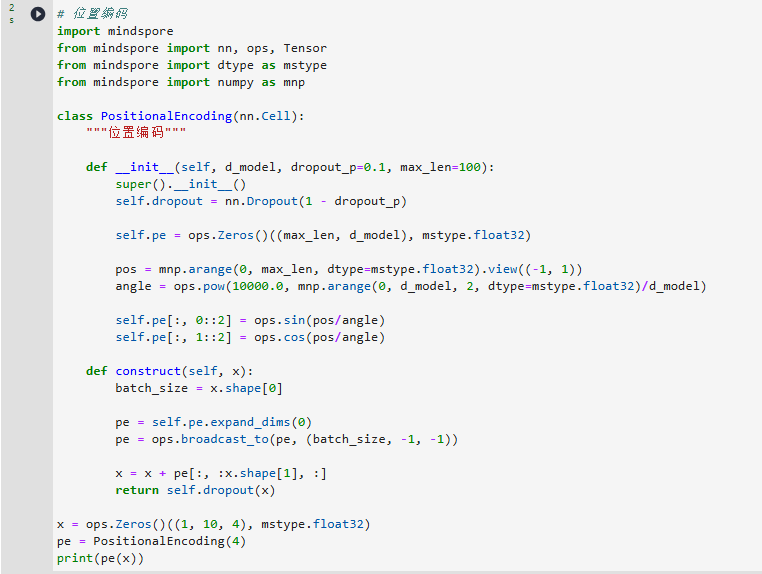 2
s
# 位置编码
import mindspore
from mindspore import nn, ops, Tensor
from mindspore import dtype as mstype
from mindspore import numpy as mnp

class PositionalEncoding(nn.Cell):
    """位置编码"""

    def __init__(self, d_model, dropout_p=0.1, max_len=100):
        super().__init__()
        self.dropout = nn.Dropout(1 - dropout_p)

        self.pe = ops.Zeros()((max_len, d_model), mstype.float32)

        pos = mnp.arange(0, max_len, dtype=mstype.float32).view((-1, 1))
        angle = ops.pow(10000.0, mnp.arange(0, d_model, 2, dtype=mstype.float32)/d_model)

        self.pe[:, 0::2] = ops.sin(pos/angle)
        self.pe[:, 1::2] = ops.cos(pos/angle)

    def construct(self, x):
        batch_size = x.shape[0]

        pe = self.pe.expand_dims(0)
        pe = ops.broadcast_to(pe, (batch_size, -1, -1))

        x = x + pe[:, :x.shape[1], :]
        return self.dropout(x)

x = ops.Zeros()((1, 10, 4), mstype.float32)
pe = PositionalEncoding(4)
print(pe(x))